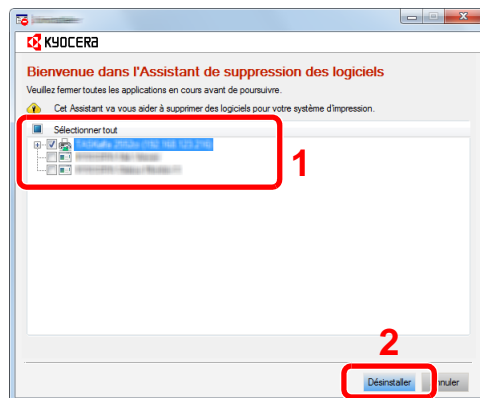 KYOCERA
Bienvenue dans l'Assistant de suppression des logiciels
Veuillez fermer toutes les applications en cours avant de poursuivre.
Cet Assistant va vous aider à supprimer des logiciels pour votre système d'impression.
Sélectionner tout
1
2
Désinstaller nnuler